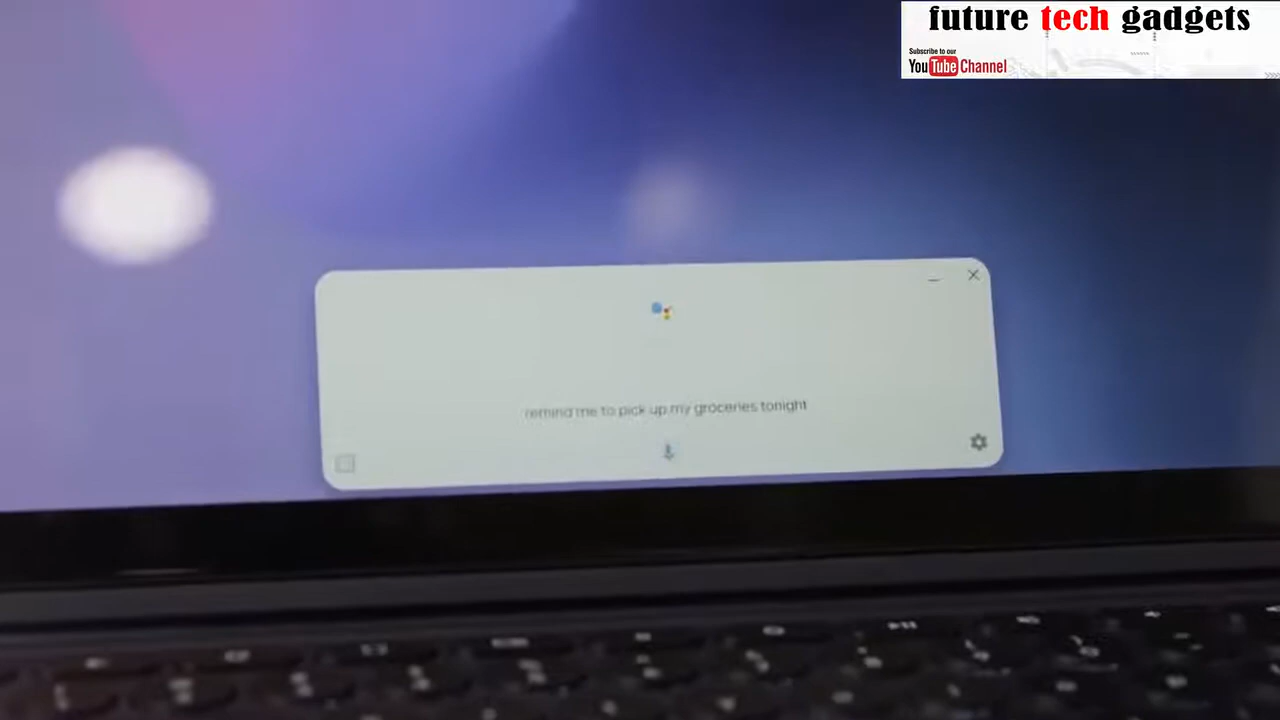 future tech gadgets
Subscribe to our
YouTube Channel
remind me to pick up my groceries tonight